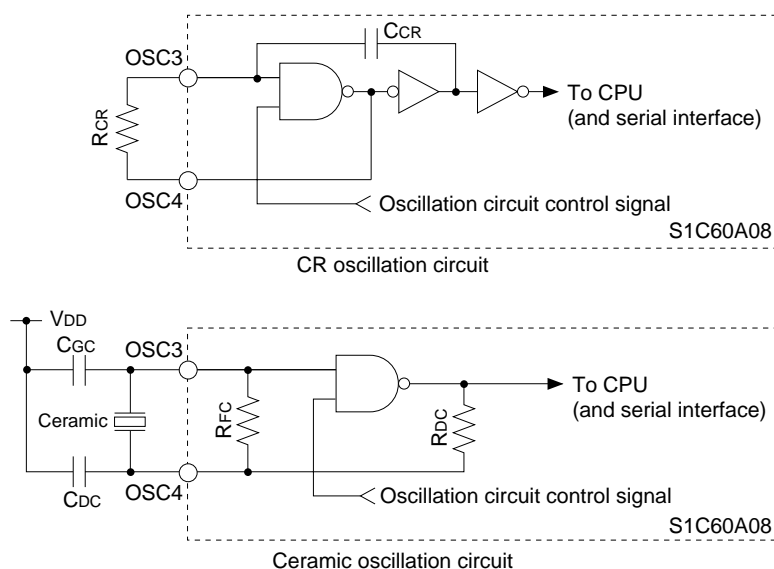 CCR
OSC3
RCR
To CPU
(and serial interface)
OSC4
Oscillation circuit control signal
S1C60A08
CR oscillation circuit
VDD
CGC
OSC3
To CPU
(and serial interface)
Ceramic
RFC
RDC
CDC
OSC4
Oscillation circuit control signal
S1C60A08
Ceramic oscillation circuit